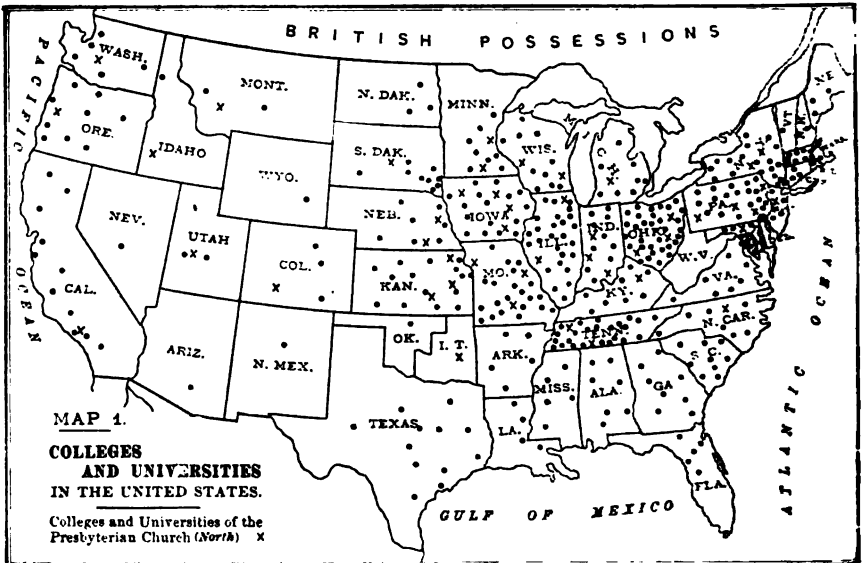 BRITISH POSSESSIONS
PACIFIC
OCEAN
WASH.
MONT.
N. DAK.
MINN.
ORE.
IDAHO
S. DAK.
WIS.
MICH.
ME.
VT
N.Y.
WYO.
NEB.
IOWA
PA.
NEV.
UTAH
COL.
KAN.
MO.
ILL.
IND.
OHIO
W.V.
VA.
CAL.
KY.
ARIZ.
N. MEX.
OK.
I. T.
ARK.
TENN.
N. CAR.
S. C.
MISS.
ALA.
GA
TEXAS
LA.
FLA.
ATLANTIC OCEAN
GULF OF MEXICO
MAP 1.
COLLEGES
AND UNIVERSITIES
IN THE UNITED STATES.
Colleges and Universities of the
Presbyterian Church (North) x